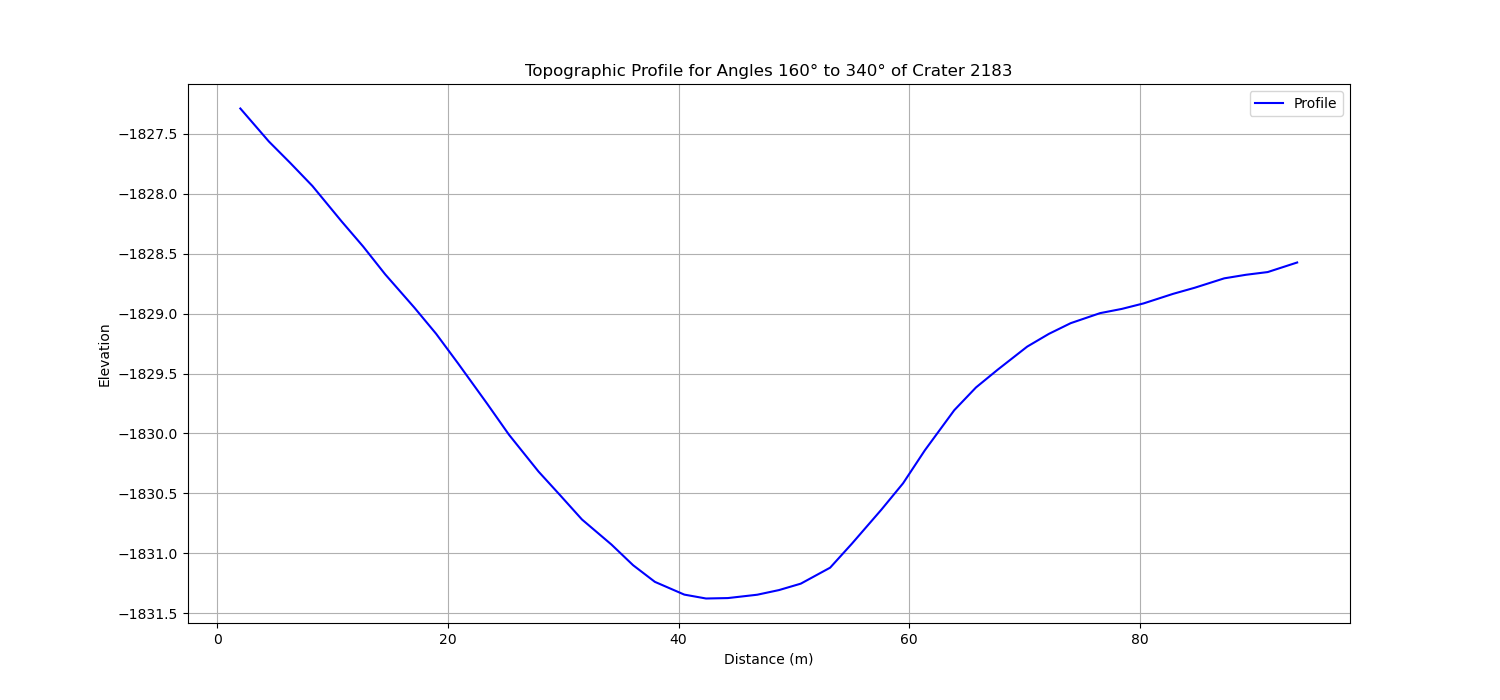 Topographic Profile for Angles 160° to 340° of Crater 2183
Profile
−1827.5
−1828.0
−1828.5
−1829.0
−1829.5
−1830.0
−1830.5
−1831.0
−1831.5
Elevation
0 20 40 60 80
Distance (m)